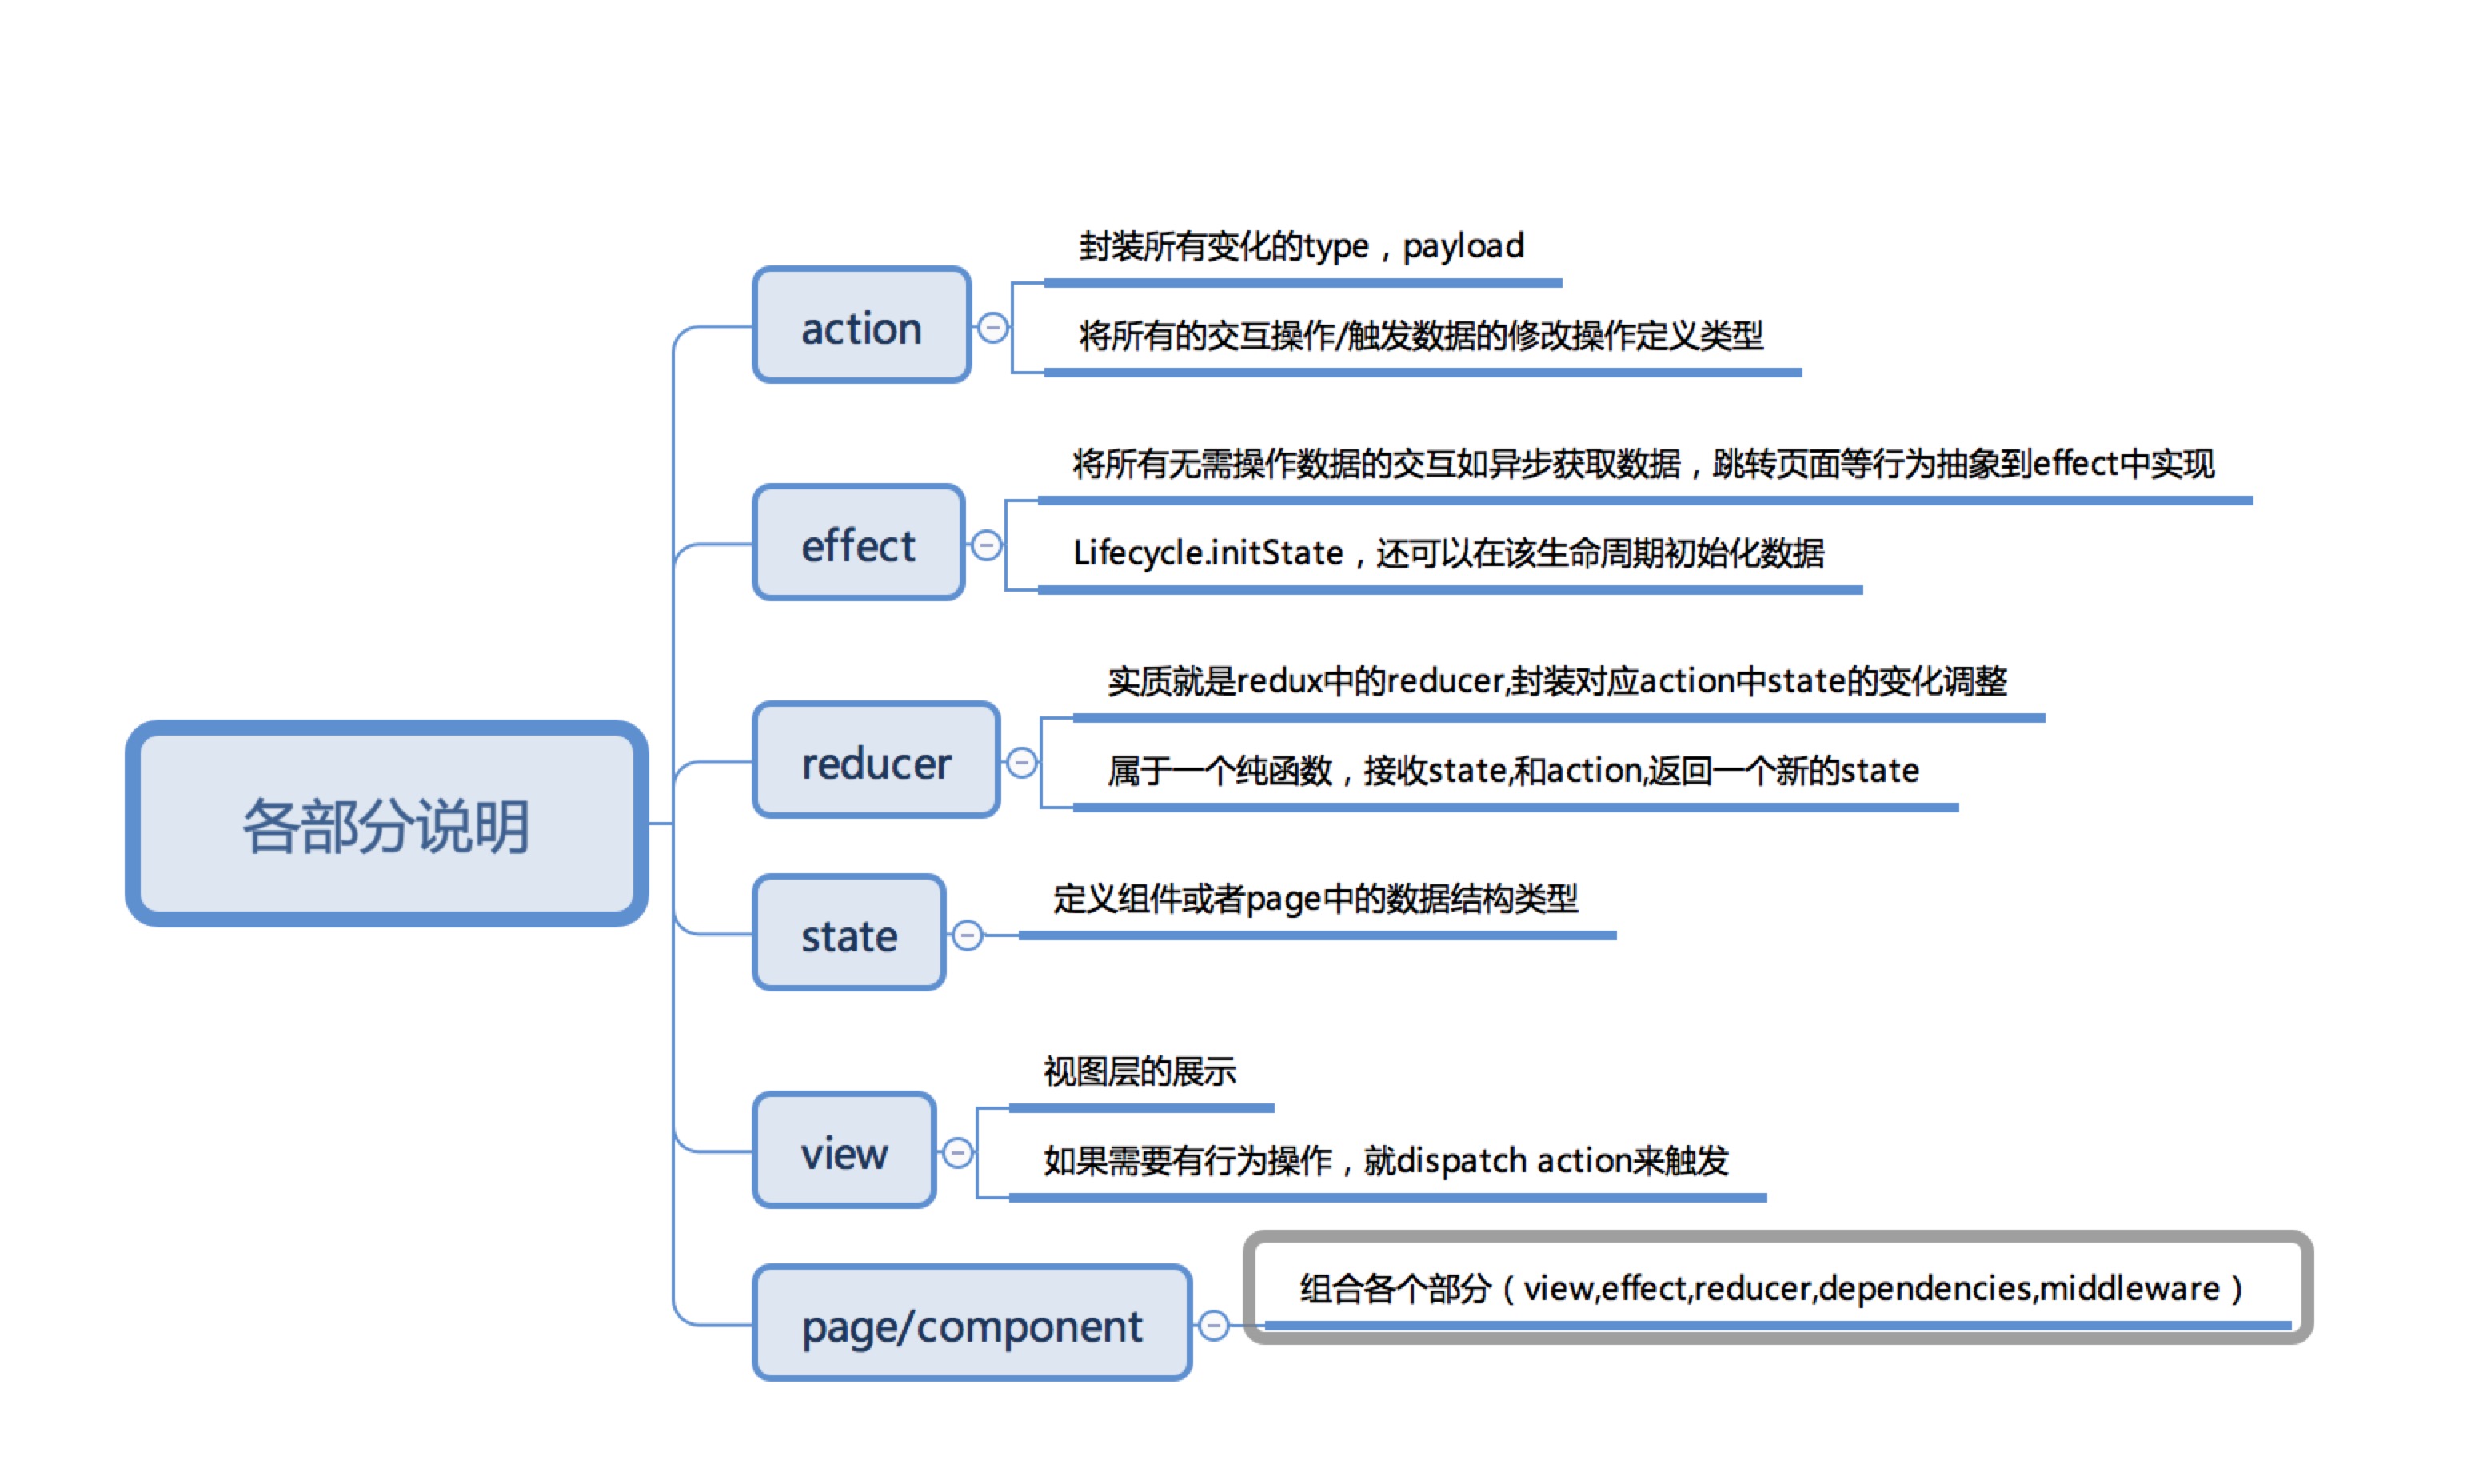 各部分说明
action
封装所有变化的type，payload
将所有的交互操作/触发数据的修改操作定义类型
effect
将所有无需操作数据的交互如异步获取数据，跳转页面等行为抽象到effect中实现
Lifecycle.initState，还可以在该生命周期初始化数据
reducer
实质就是redux中的reducer,封装对应action中state的变化调整
属于一个纯函数，接收state,和action,返回一个新的state
state
定义组件或者page中的数据结构类型
view
视图层的展示
如果需要有行为操作，就dispatch action来触发
page/component
组合各个部分（view,effect,reducer,dependencies,middleware）